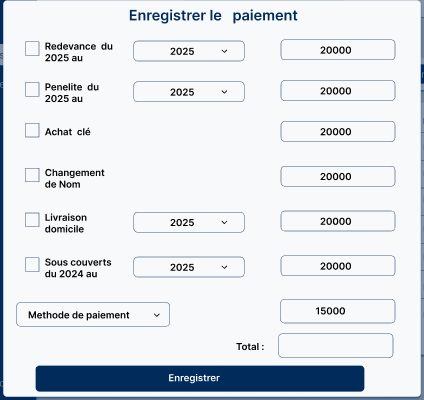 Enregistrer le paiement
Redevance du
2025 au
2025
20000
Penelite du
2025 au
2025
20000
Achat clé
20000
Changement
de Nom
20000
Livraison
domicile
2025
20000
Sous couverts
du 2024 au
2025
20000
Methode de paiement
15000
Total :
Enregistrer